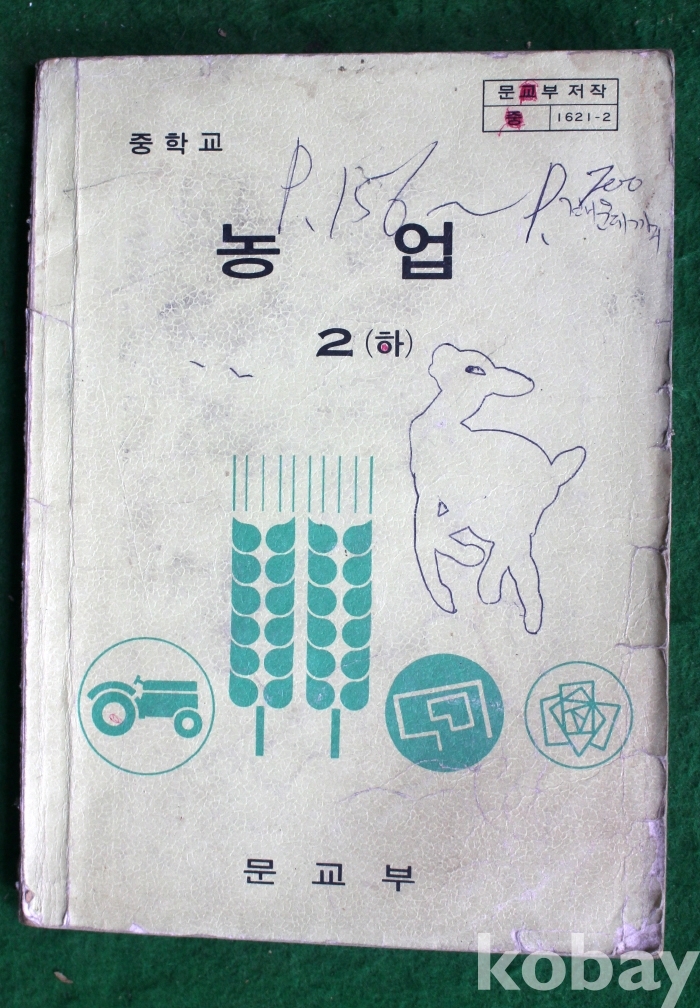 문교부 저작
중 1621-2
중학교
P.156 ~ P.200
농 업
2 (하)
문 교 부
kobay